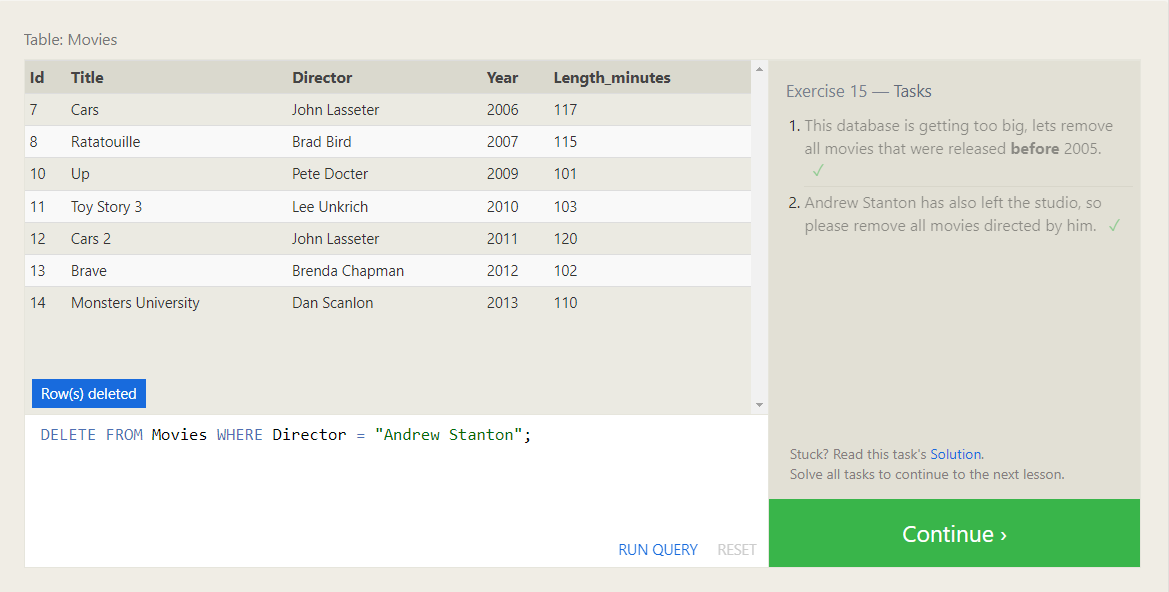 Table: Movies
Id Title Director Year Length_minutes
7 Cars John Lasseter 2006 117
8 Ratatouille Brad Bird 2007 115
10 Up Pete Docter 2009 101
11 Toy Story 3 Lee Unkrich 2010 103
12 Cars 2 John Lasseter 2011 120
13 Brave Brenda Chapman 2012 102
14 Monsters University Dan Scanlon 2013 110
Row(s) deleted
DELETE FROM Movies WHERE Director = "Andrew Stanton";
RUN QUERY RESET
Exercise 15 — Tasks
1. This database is getting too big, lets remove
all movies that were released before 2005.
✓
2. Andrew Stanton has also left the studio, so
please remove all movies directed by him. ✓
Stuck? Read this task's Solution.
Solve all tasks to continue to the next lesson.
Continue ›